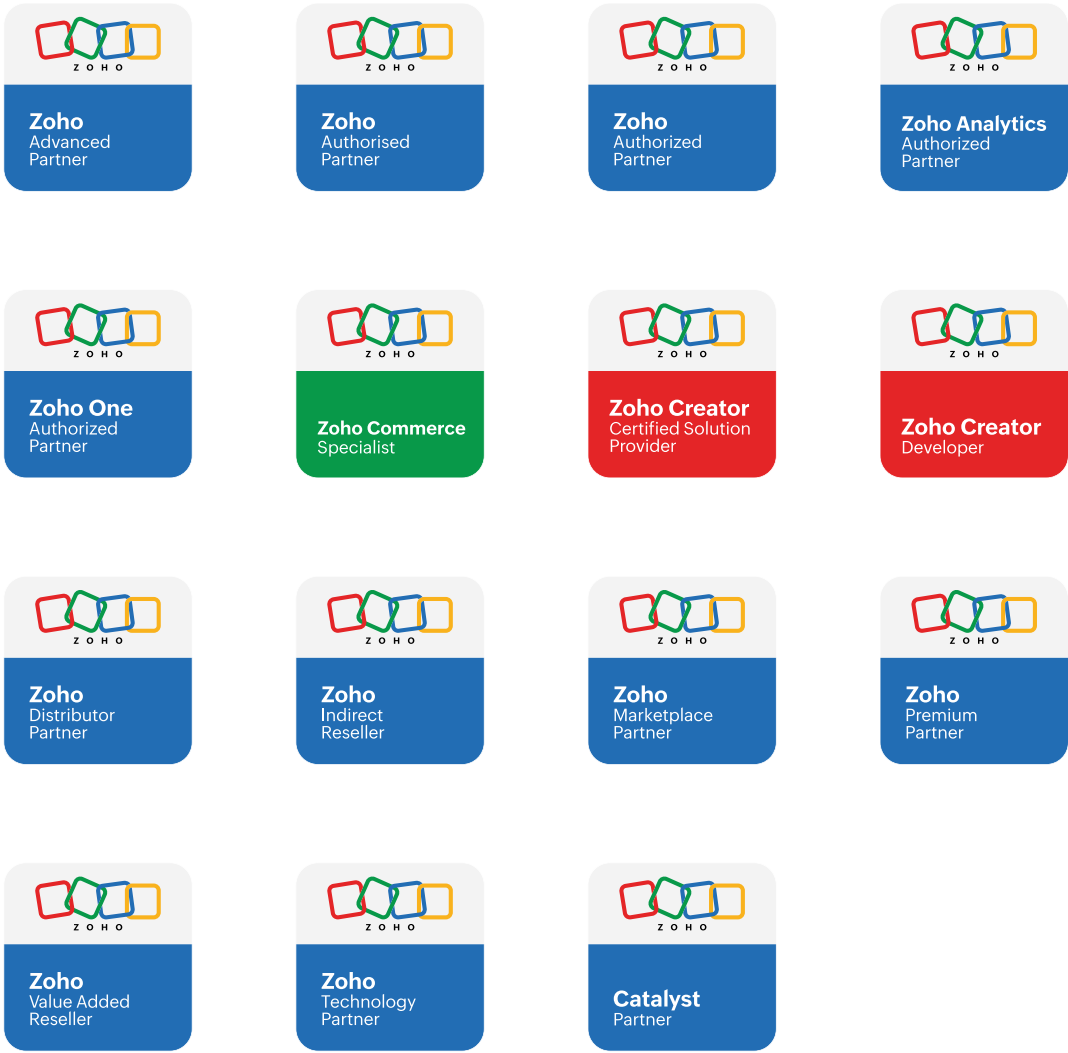 ZOHO
Zoho
Advanced
Partner
ZOHO
Zoho
Authorised
Partner
ZOHO
Zoho
Authorized
Partner
ZOHO
Zoho Analytics
Authorized
Partner
ZOHO
Zoho One
Authorized
Partner
ZOHO
Zoho Commerce
Specialist
ZOHO
Zoho Creator
Certified Solution
Provider
ZOHO
Zoho Creator
Developer
ZOHO
Zoho
Distributor
Partner
ZOHO
Zoho
Indirect
Reseller
ZOHO
Zoho
Marketplace
Partner
ZOHO
Zoho
Premium
Partner
ZOHO
Zoho
Value Added
Reseller
ZOHO
Zoho
Technology
Partner
ZOHO
Catalyst
Partner